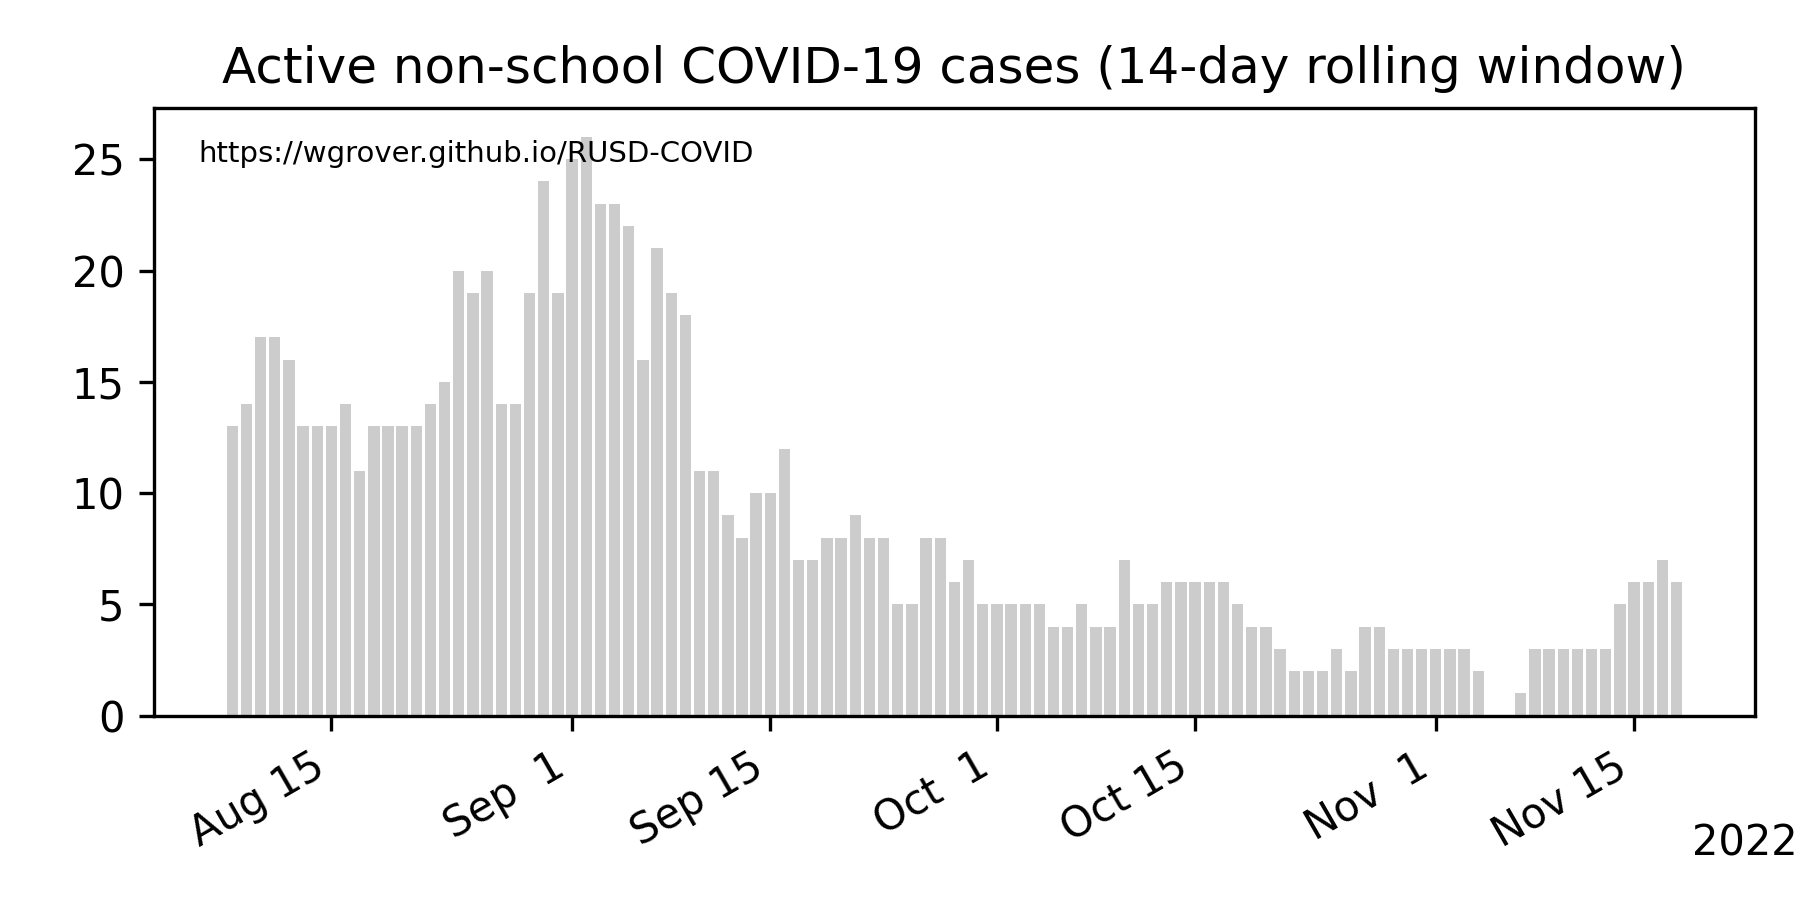 Active non-school COVID-19 cases (14-day rolling window)
https://wgrover.github.io/RUSD-COVID
25
20
15
10
5
0
Aug 15
Sep 1
Sep 15
Oct 1
Oct 15
Nov 1
Nov 15
2022